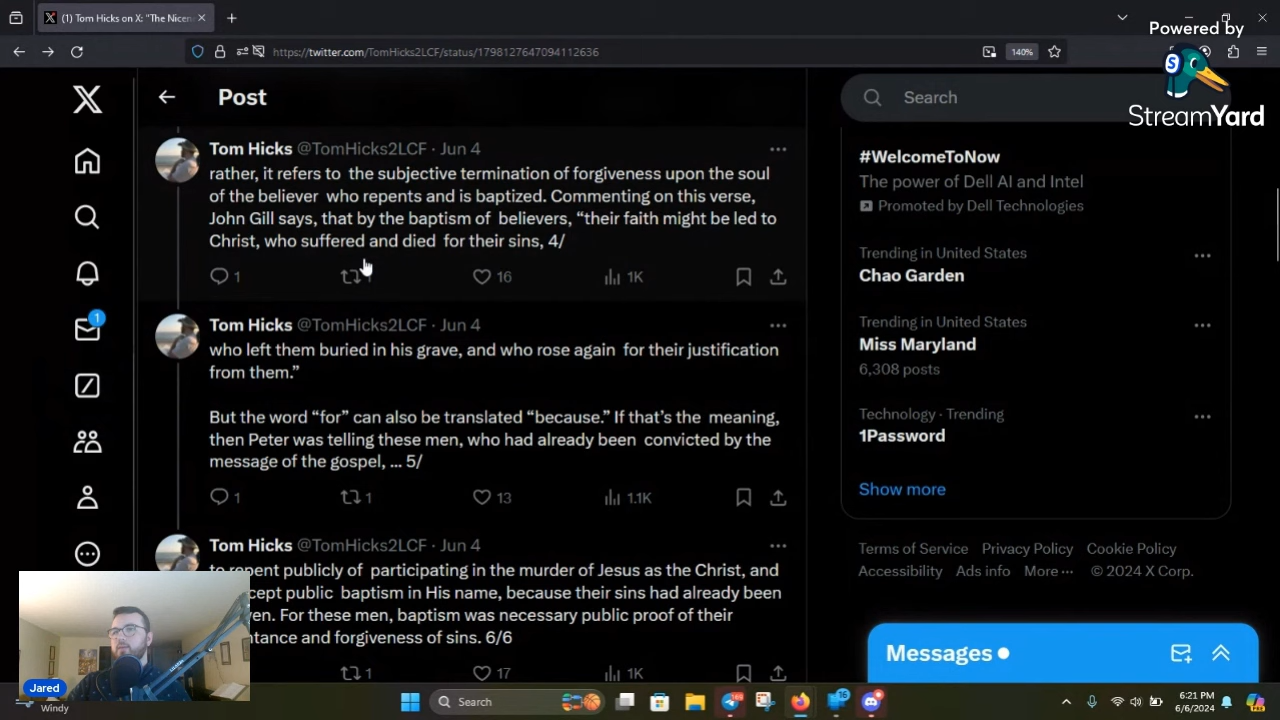 (1) Tom Hicks on X: "The Nicen
Powered by
https://twitter.com/TomHicks2LCF/status/1798127647094112636
140%
StreamYard
Post
Search
Tom Hicks @TomHicks2LCF · Jun 4
rather, it refers to the subjective termination of forgiveness upon the soul
of the believer who repents and is baptized. Commenting on this verse,
John Gill says, that by the baptism of believers, “their faith might be led to
Christ, who suffered and died for their sins, 4/
1
16
1K
#WelcomeToNow
The power of Dell AI and Intel
Promoted by Dell Technologies
Trending in United States
Chao Garden
Trending in United States
Miss Maryland
6,308 posts
Technology · Trending
1Password
Show more
1
Tom Hicks @TomHicks2LCF · Jun 4
who left them buried in his grave, and who rose again for their justification
from them.”
But the word “for” can also be translated “because.” If that’s the meaning,
then Peter was telling these men, who had already been convicted by the
message of the gospel, ... 5/
1 1 13 1.1K
Terms of Service Privacy Policy Cookie Policy
Accessibility Ads info More © 2024 X Corp.
Tom Hicks @TomHicks2LCF · Jun 4
to repent publicly of participating in the murder of Jesus as the Christ, and
cept public baptism in His name, because their sins had already been
ven. For these men, baptism was necessary public proof of their
ntance and forgiveness of sins. 6/6
1 17 1K
Messages
Jared
Windy
Search
16
6:21 PM
6/6/2024